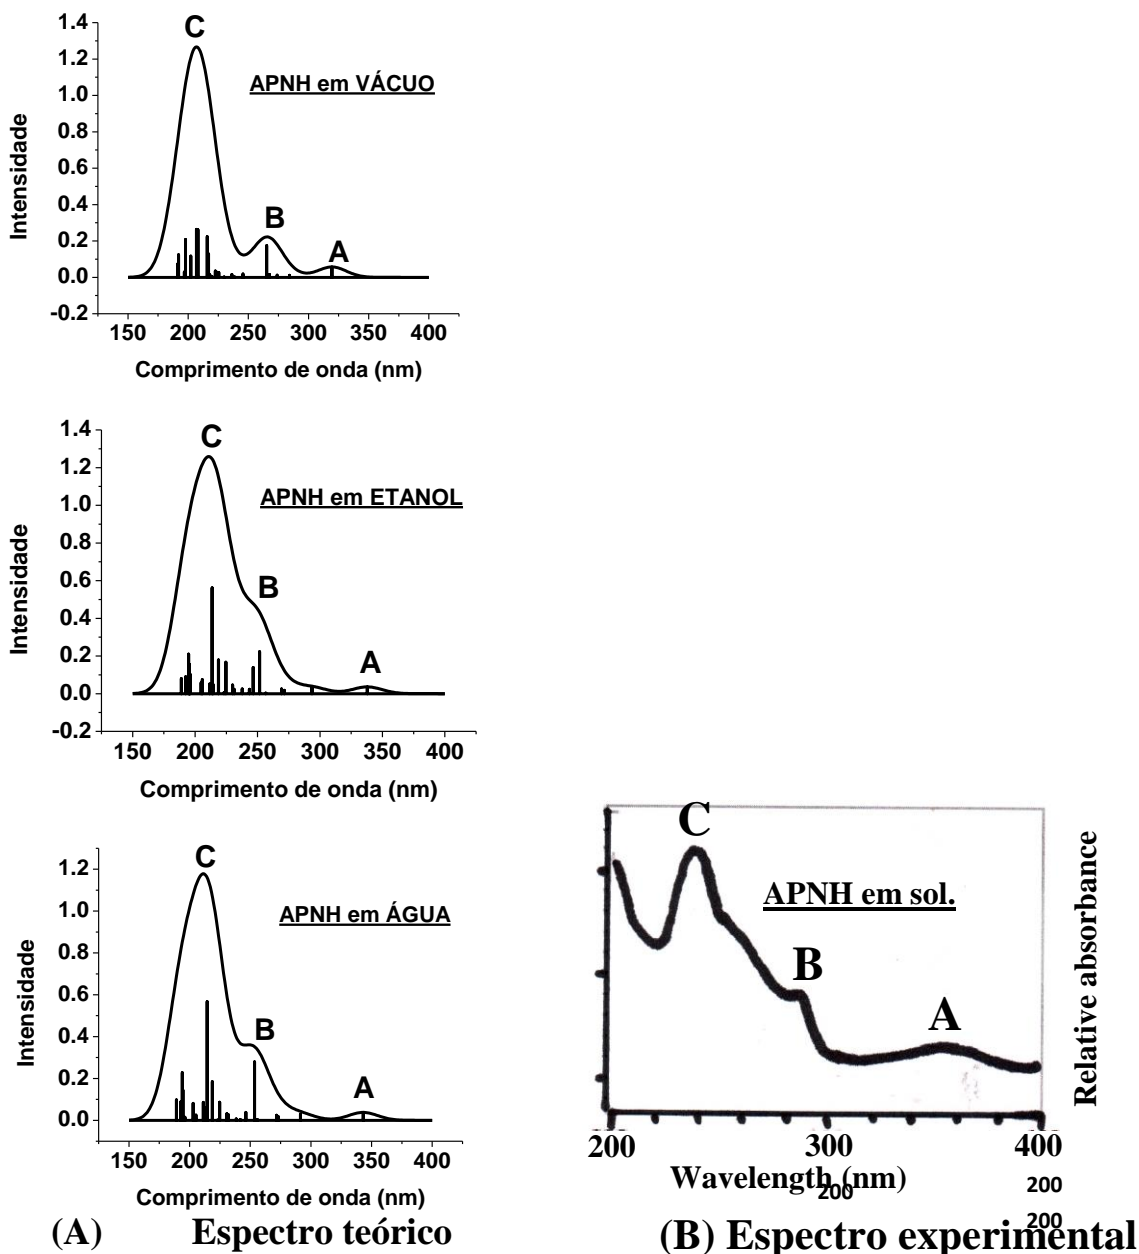 1.4
C
1.2
APNH em VÁCUO
1.0
0.8
0.6
0.4
B
0.2
A
0.0
-0.2
Intensidade
150 200 250 300 350 400
Comprimento de onda (nm)
1.4
C
1.2
APNH em ETANOL
1.0
0.8
0.6
B
0.4
0.2
A
0.0
-0.2
Intensidade
150 200 250 300 350 400
Comprimento de onda (nm)
C
1.2
APNH em ÁGUA
1.0
0.8
0.6
B
0.4
0.2
A
0.0
Intensidade
150 200 250 300 350 400
Comprimento de onda (nm)
(A) Espectro teórico
C
APNH em sol.
B
A
Relative absorbance
200 300 400
Wavelength (nm)
200
200
200
(B) Espectro experimental